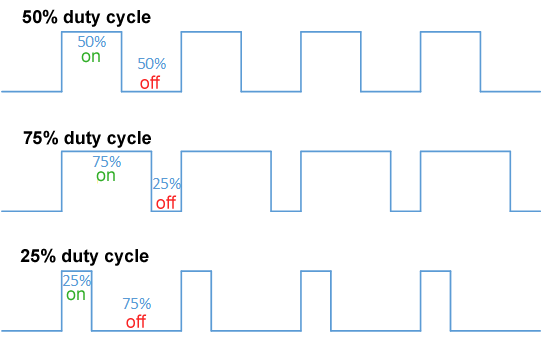 50% duty cycle
50%
on
50%
off
75% duty cycle
75%
on
25%
off
25% duty cycle
25%
on
75%
off